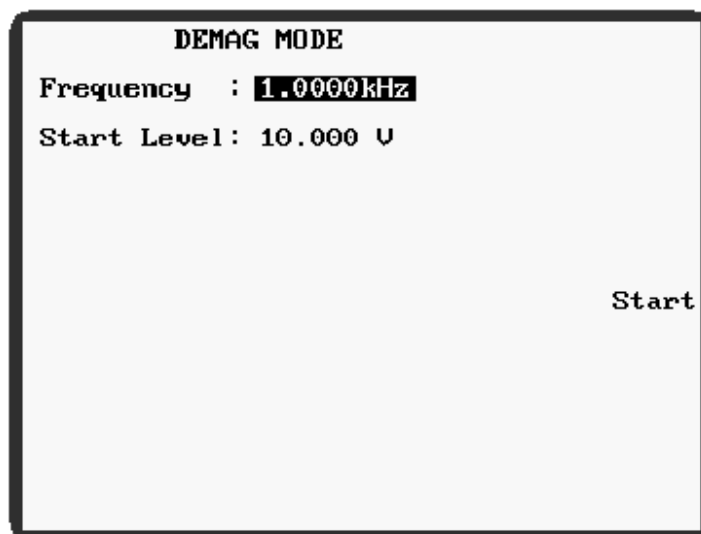 DEMAG MODE
Frequency : 1.0000kHz
Start Level: 10.000 V
Start